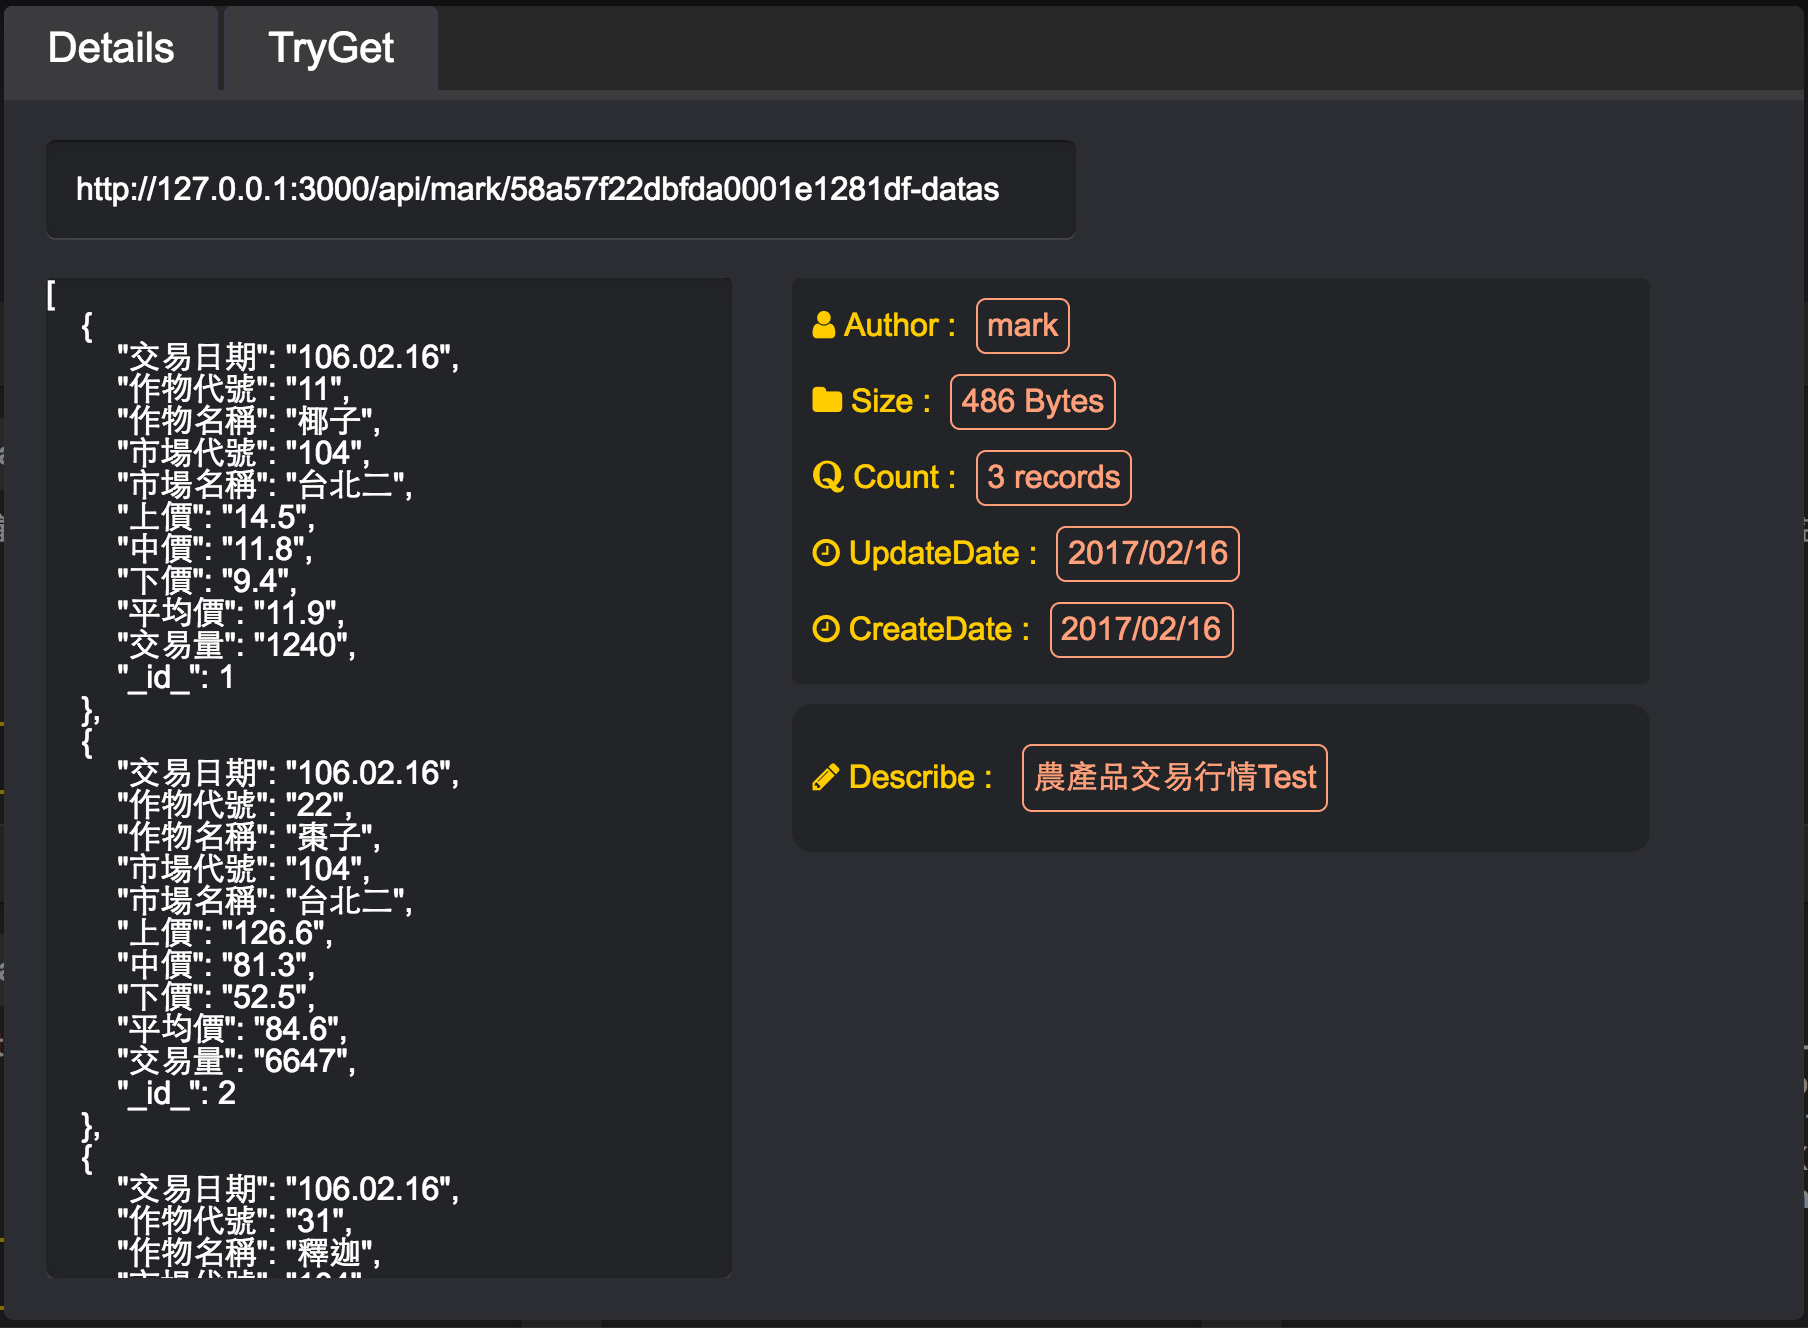 Details
TryGet
http://127.0.0.1:3000/api/mark/58a57f22dbfda0001e1281df-datas
[
{
"交易日期": "106.02.16",
"作物代號": "11",
"作物名稱": "椰子",
"市場代號": "104",
"市場名稱": "台北二",
"上價": "14.5",
"中價": "11.8",
"下價": "9.4",
"平均價": "11.9",
"交易量": "1240",
"_id_": 1
},
{
"交易日期": "106.02.16",
"作物代號": "22",
"作物名稱": "棗子",
"市場代號": "104",
"市場名稱": "台北二",
"上價": "126.6",
"中價": "81.3",
"下價": "52.5",
"平均價": "84.6",
"交易量": "6647",
"_id_": 2
},
{
"交易日期": "106.02.16",
"作物代號": "31",
"作物名稱": "釋迦",
"市場代號": "104"
Author : mark
Size : 486 Bytes
Count : 3 records
UpdateDate : 2017/02/16
CreateDate : 2017/02/16
Describe : 農產品交易行情Test